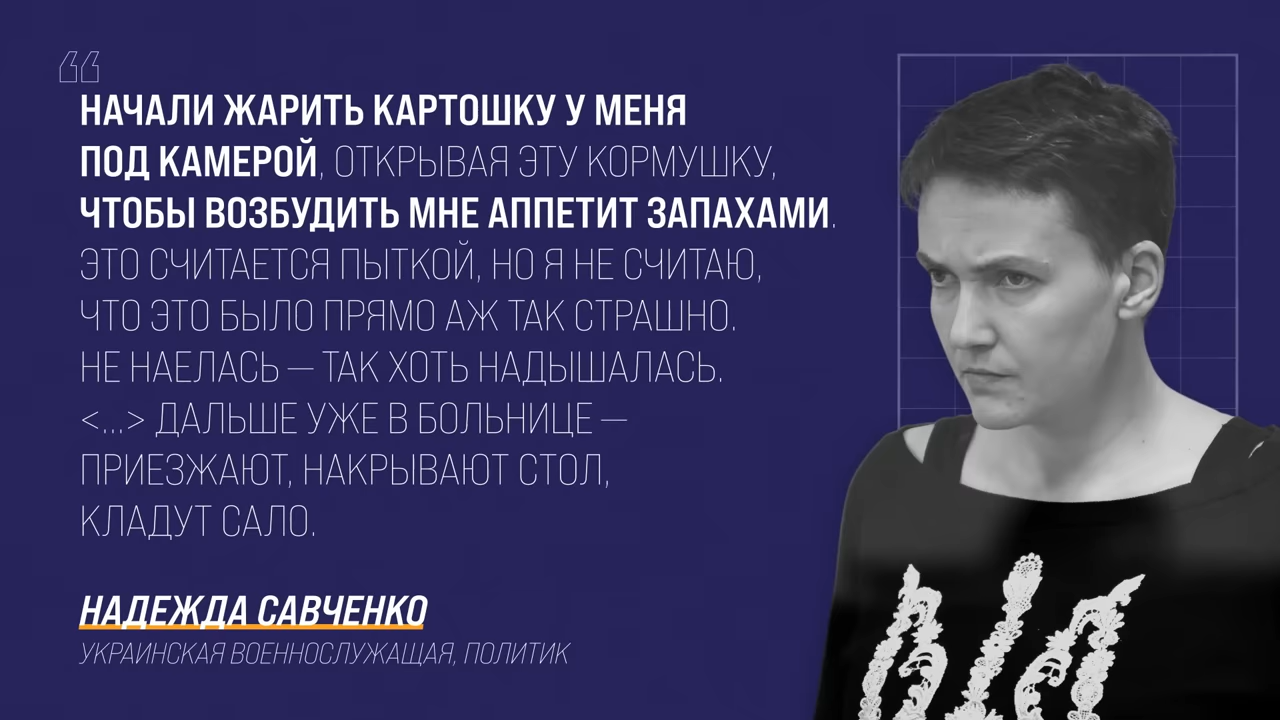 “
НАЧАЛИ ЖАРИТЬ КАРТОШКУ У МЕНЯ
ПОД КАМЕРОЙ, ОТКРЫВАЯ ЭТУ КОРМУШКУ,
ЧТОБЫ ВОЗБУДИТЬ МНЕ АППЕТИТ ЗАПАХАМИ.
ЭТО СЧИТАЕТСЯ ПЫТКОЙ, НО Я НЕ СЧИТАЮ,
ЧТО ЭТО БЫЛО ПРЯМО АЖ ТАК СТРАШНО.
НЕ НАЕЛАСЬ — ТАК ХОТЬ НАДЫШАЛАСЬ.
<...> ДАЛЬШЕ УЖЕ В БОЛЬНИЦЕ —
ПРИЕЗЖАЮТ, НАКРЫВАЮТ СТОЛ,
КЛАДУТ САЛО.
НАДЕЖДА САВЧЕНКО
УКРАИНСКАЯ ВОЕННОСЛУЖАЩАЯ, ПОЛИТИК